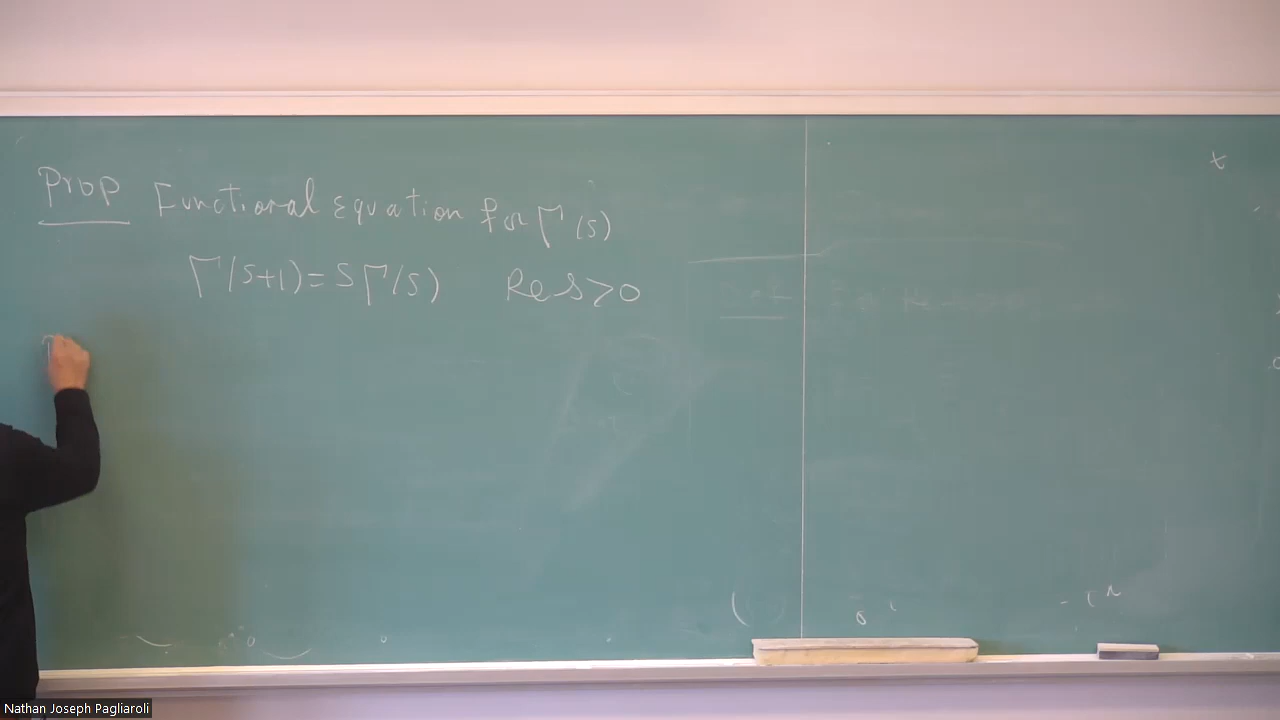 Prop Functional Equation for Γ(s)
Γ(s+1)=SΓ(s) Re s>0
t
Nathan Joseph Pagliaroli